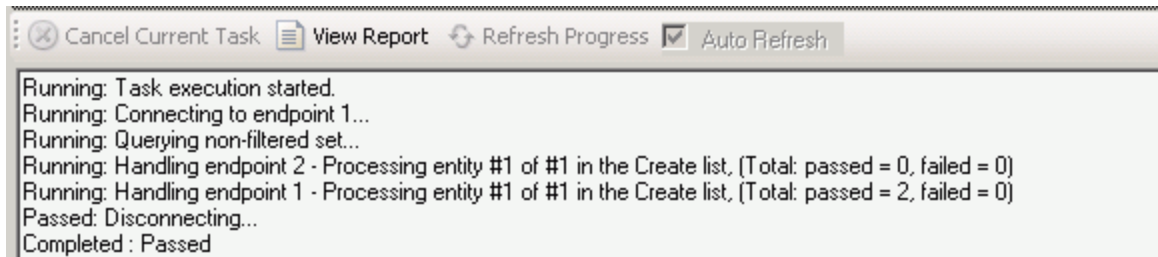 Cancel Current Task View Report Refresh Progress Auto Refresh
Running: Task execution started.
Running: Connecting to endpoint 1...
Running: Querying non-filtered set...
Running: Handling endpoint 2 - Processing entity #1 of #1 in the Create list, (Total: passed = 0, failed = 0)
Running: Handling endpoint 1 - Processing entity #1 of #1 in the Create list, (Total: passed = 2, failed = 0)
Passed: Disconnecting...
Completed : Passed